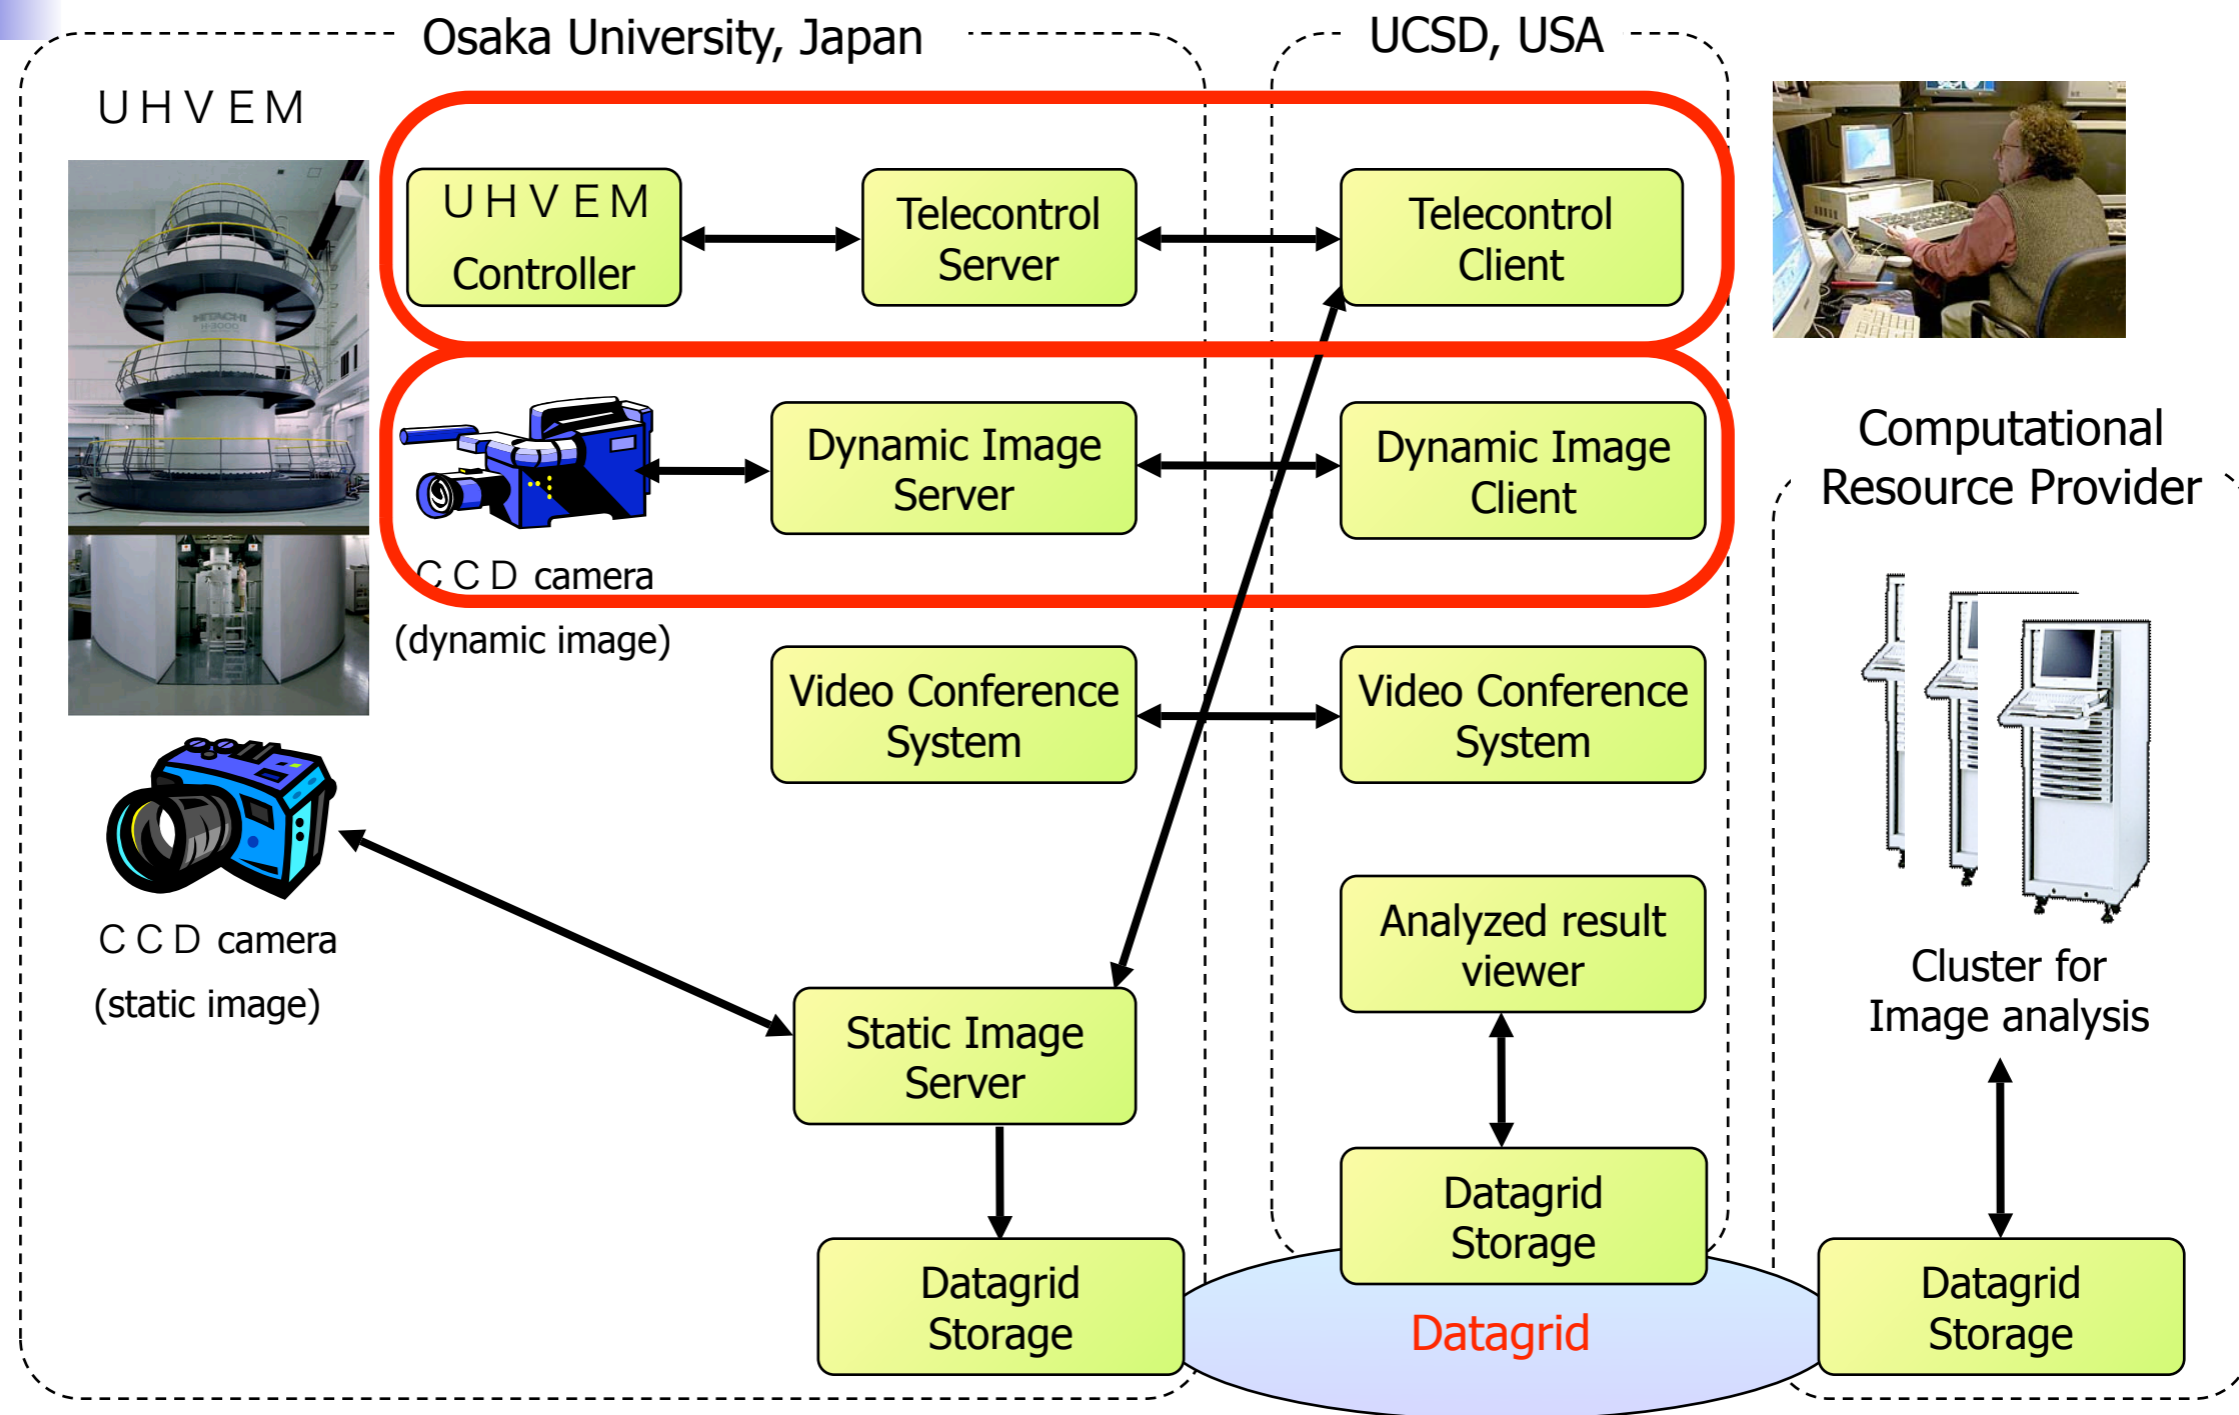 Osaka University, Japan
UCSD, USA
ＵＨＶＥＭ
HITACHI
H-3000
ＵＨＶＥＭ
Controller
Telecontrol
Server
Telecontrol
Client
Dynamic Image
Server
Dynamic Image
Client
ＣＣＤ camera
(dynamic image)
Computational
Resource Provider
Video Conference
System
Video Conference
System
ＣＣＤ camera
(static image)
Static Image
Server
Analyzed result
viewer
Cluster for
Image analysis
Datagrid
Storage
Datagrid
Storage
Datagrid
Datagrid
Storage